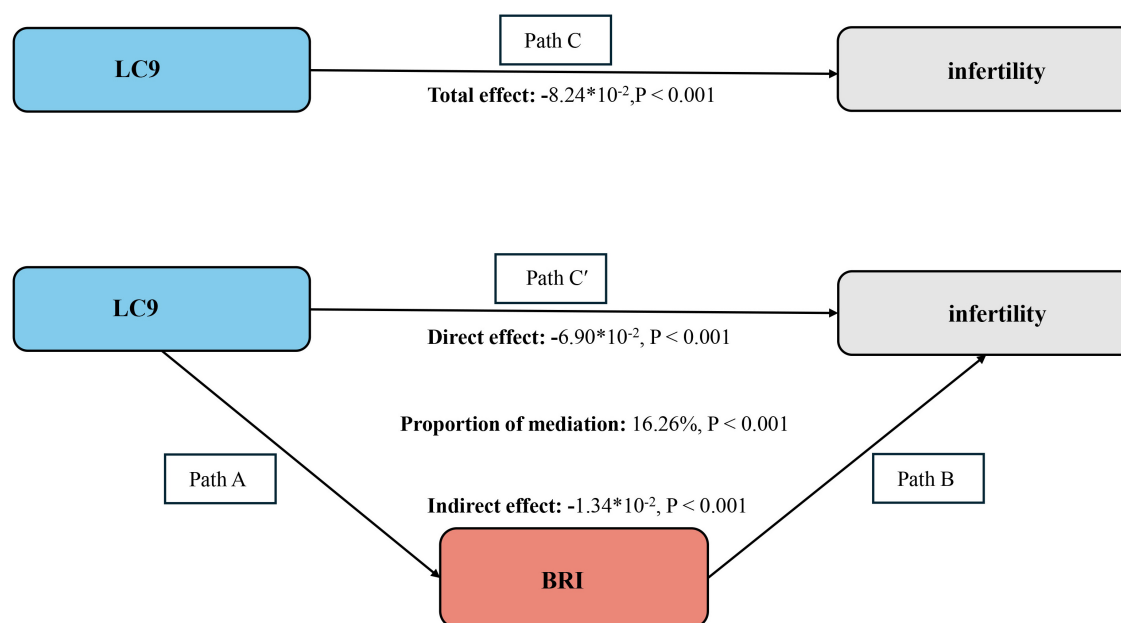 Path C
LC9
infertility
Total effect: -8.24*10⁻²,P < 0.001
Path C′
LC9
infertility
Direct effect: -6.90*10⁻², P < 0.001
Proportion of mediation: 16.26%, P < 0.001
Path A
Path B
Indirect effect: -1.34*10⁻², P < 0.001
BRI